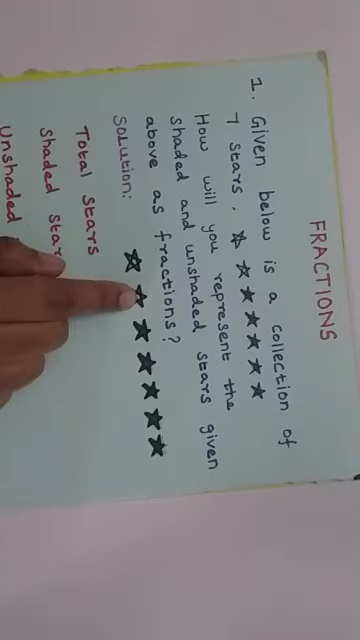 FRACTIONS
1. Given below is a collection of
7 stars.
How will you represent the
shaded and unshaded stars given
above as fractions?
Solution:
Total stars
Shaded star
Unshaded